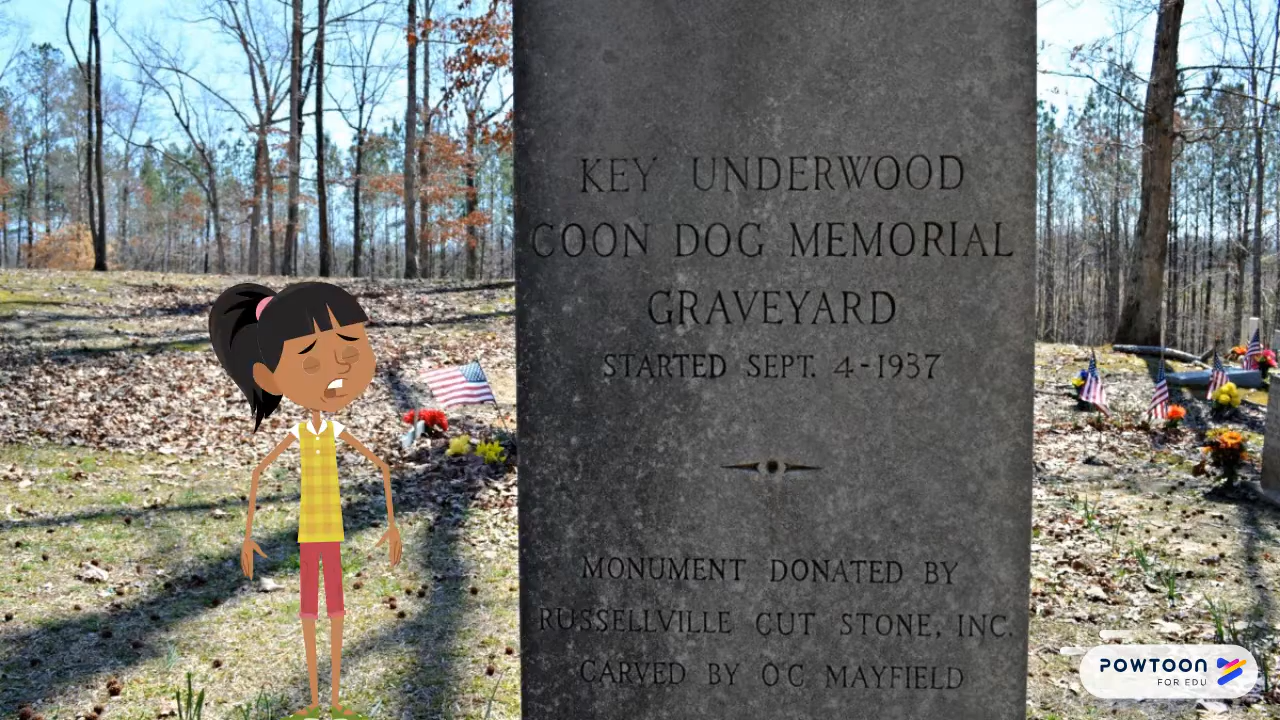 KEY UNDERWOOD
COON DOG MEMORIAL
GRAVEYARD
STARTED SEPT. 4-1937
MONUMENT DONATED BY
RUSSELLVILLE CUT STONE, INC.
CARVED BY OC MAYFIELD
POWTOON
FOR EDU